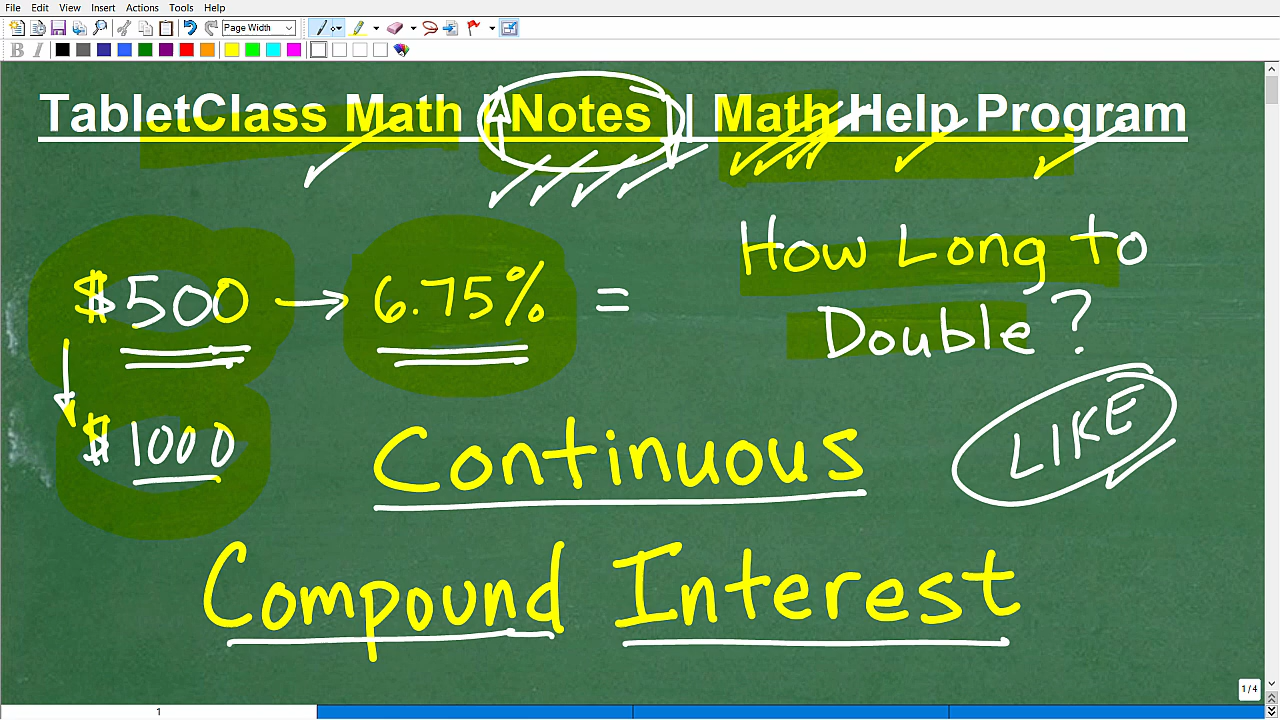 File Edit View Insert Actions Tools Help
Page Width
B I
TabletClass Math | Notes | Math Help Program
$500 → 6.75% = How Long to
Double?
$1000
LIKE
Continuous
Compound Interest
1/4
1